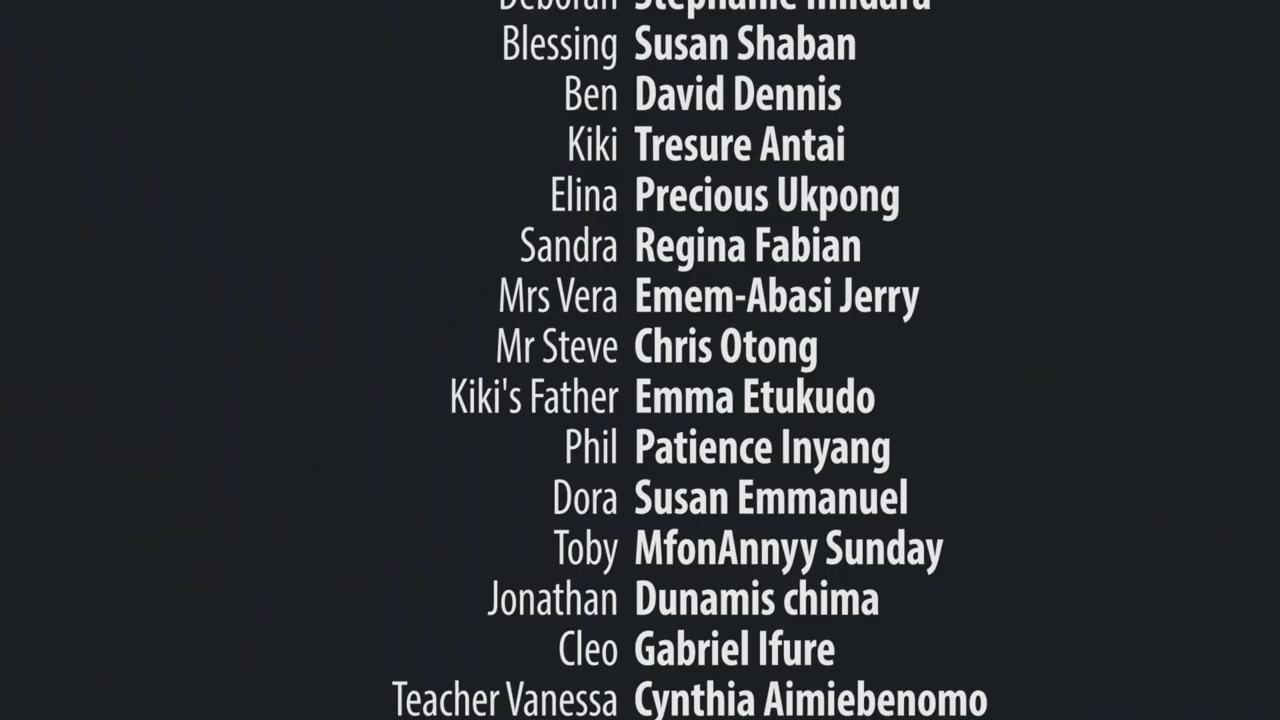 Deborah Stephanie
Blessing Susan Shaban
Ben David Dennis
Kiki Tresure Antai
Elina Precious Ukpong
Sandra Regina Fabian
Mrs Vera Emem-Abasi Jerry
Mr Steve Chris Otong
Kiki's Father Emma Etukudo
Phil Patience Inyang
Dora Susan Emmanuel
Toby MfonAnnyy Sunday
Jonathan Dunamis chima
Cleo Gabriel Ifure
Teacher Vanessa Cynthia Aimiebenomo